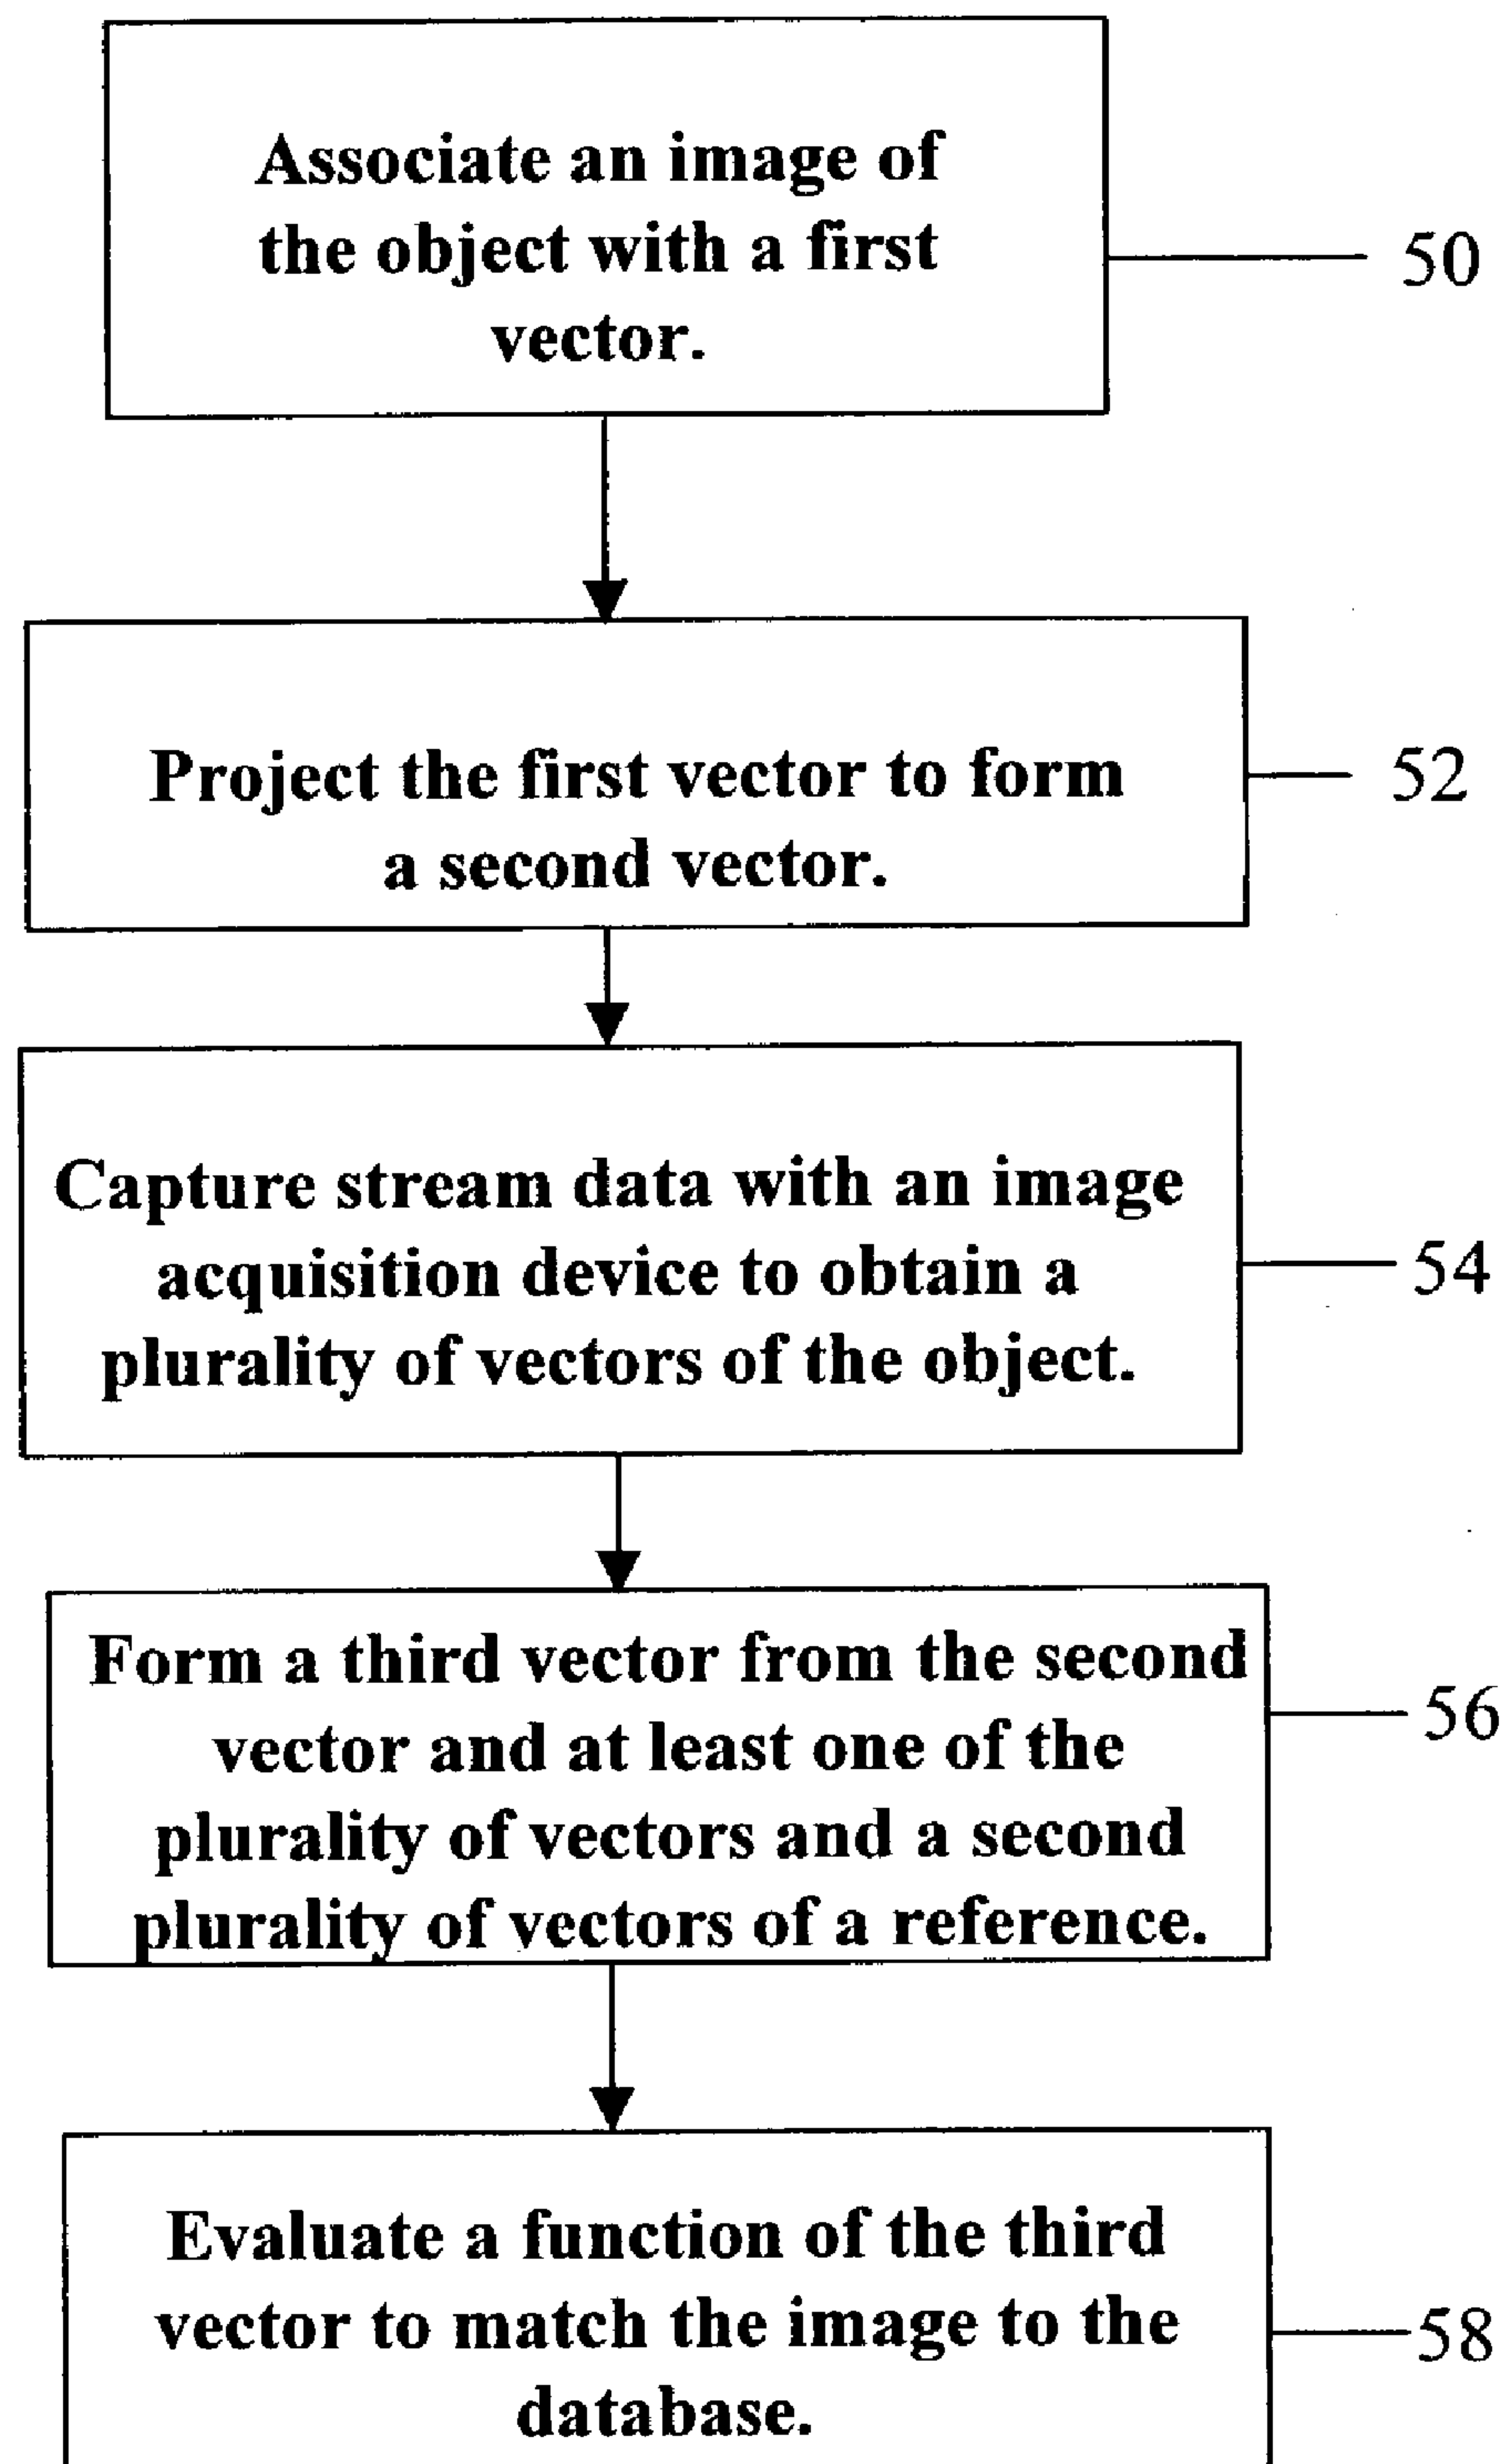 Associate an image of
the object with a first
vector.
50
Project the first vector to form
a second vector.
52
Capture stream data with an image
acquisition device to obtain a
plurality of vectors of the object.
54
Form a third vector from the second
vector and at least one of the
plurality of vectors and a second
plurality of vectors of a reference.
56
Evaluate a function of the third
vector to match the image to the
database.
58